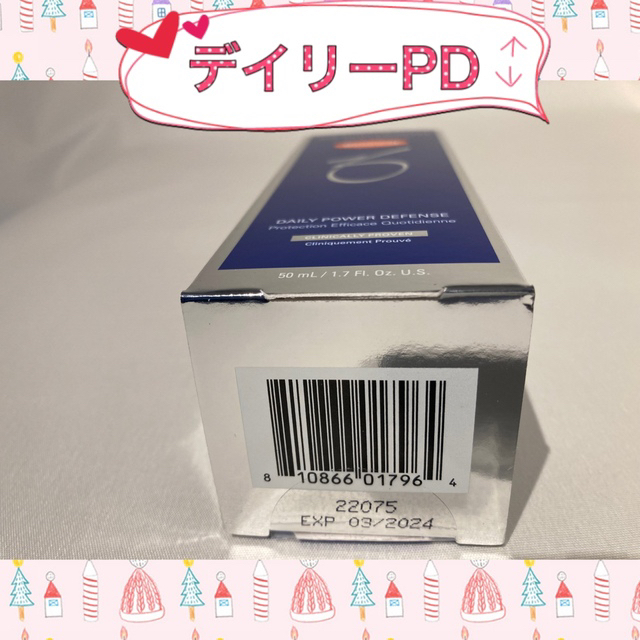 デイリーPD
ZO
DAILY POWER DEFENSE
Protection Efficace Quotidienne
CLINICALLY PROVEN
Cliniquement Prouvé
50 mL / 1.7 Fl. Oz. U.S.
8 10866 01796 4
22075
EXP 03/2024